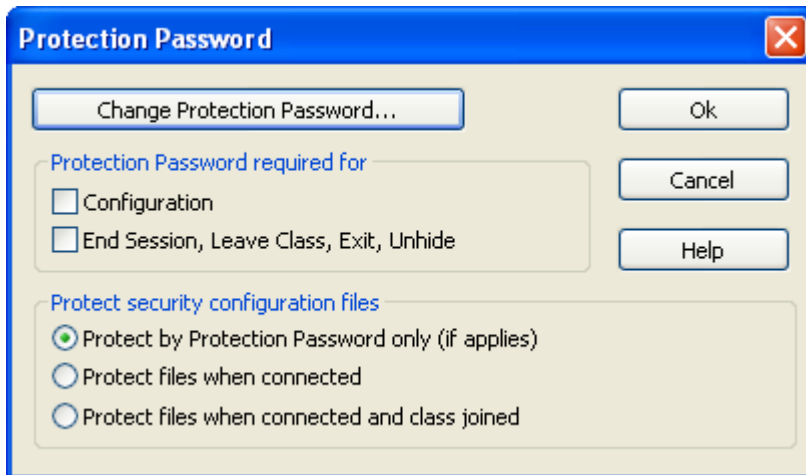 Protection Password
Change Protection Password...
Ok
Protection Password required for
Cancel
Configuration
End Session, Leave Class, Exit, Unhide
Help
Protect security configuration files
Protect by Protection Password only (if applies)
Protect files when connected
Protect files when connected and class joined